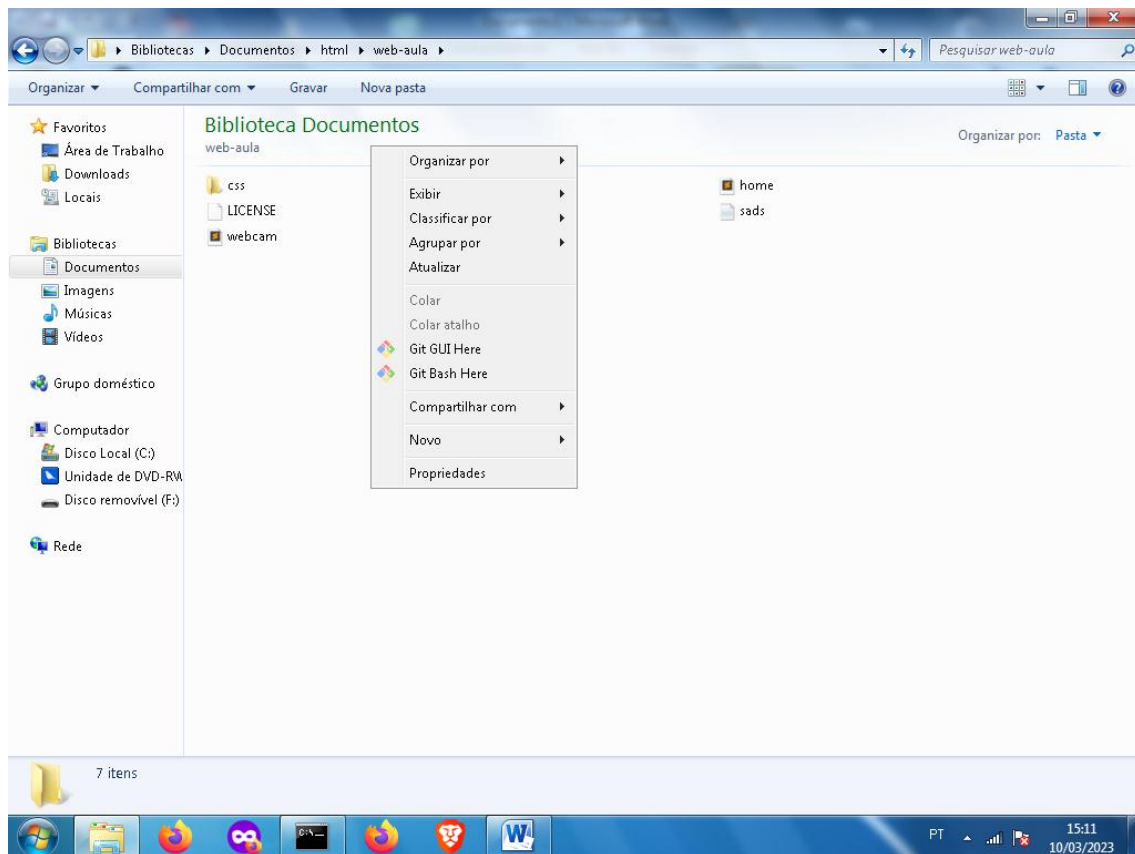 Bibliotecas ▸ Documentos ▸ html ▸ web-aula ▸
Pesquisar web-aula
Organizar
Compartilhar com
Gravar
Nova pasta
Favoritos
Área de Trabalho
Downloads
Locais
Bibliotecas
Documentos
Imagens
Músicas
Vídeos
Grupo doméstico
Computador
Disco Local (C:)
Unidade de DVD-RW
Disco removível (F:)
Rede
Biblioteca Documentos
web-aula
Organizar por: Pasta
css
LICENSE
webcam
home
sads
Organizar por
Exibir
Classificar por
Agrupar por
Atualizar
Colar
Colar atalho
Git GUI Here
Git Bash Here
Compartilhar com
Novo
Propriedades
7 itens
C:\_
W
PT
15:11
10/03/2023